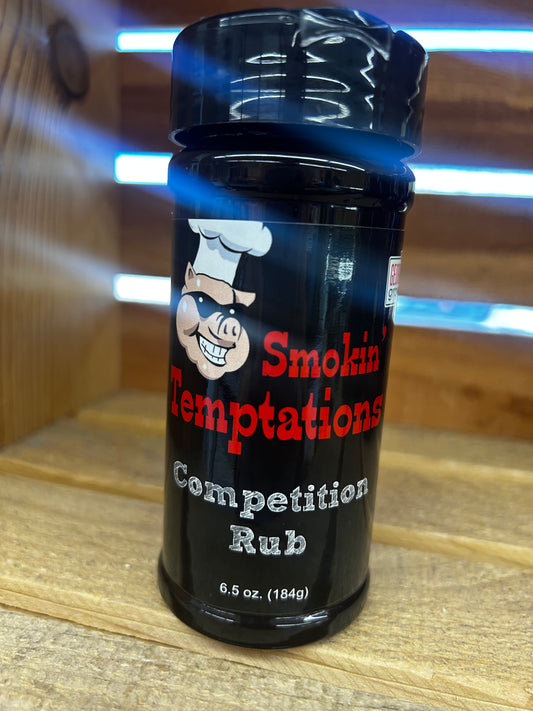 Smokin'
Temptations
Competition
Rub
6.5 oz. (184g)